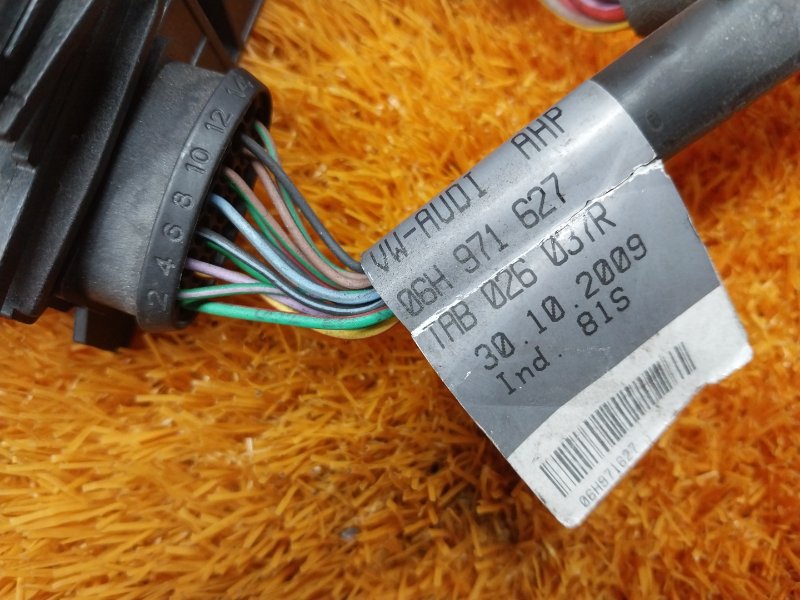 2 4 6 8 10 12 14
VW-AUDI AHP
06H 971 627
TAB 026 037R
30.10.2009
Ind. 81S
06H971627